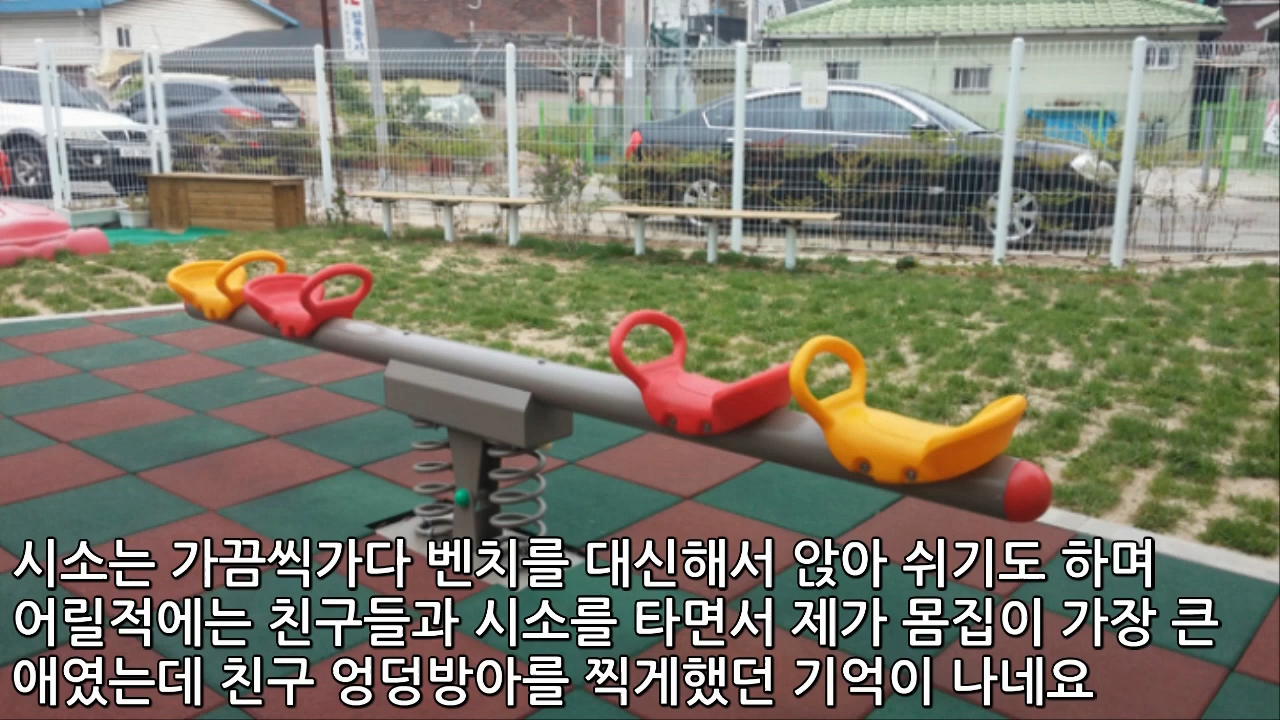 시소는 가끔씩가다 벤치를 대신해서 앉아 쉬기도 하며
어릴적에는 친구들과 시소를 타면서 제가 몸집이 가장 큰
애였는데 친구 엉덩방아를 찍게했던 기억이 나네요